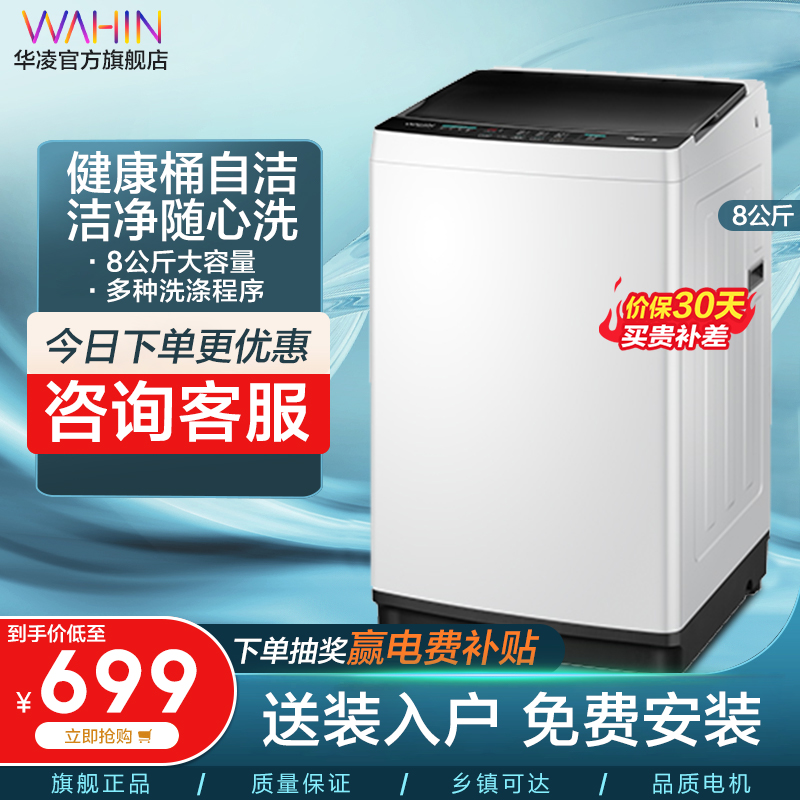 WAHIN
华凌官方旗舰店
健康桶自洁
洁净随心洗
· 8公斤大容量
· 多种洗涤程序
今日下单更优惠
咨询客服
8公斤
价保30天
买贵补差
到手价低至
¥699
立即抢购
下单抽奖赢电费补贴
送装入户 免费安装
旗舰正品 / 质量保证 / 乡镇可达 / 品质电机